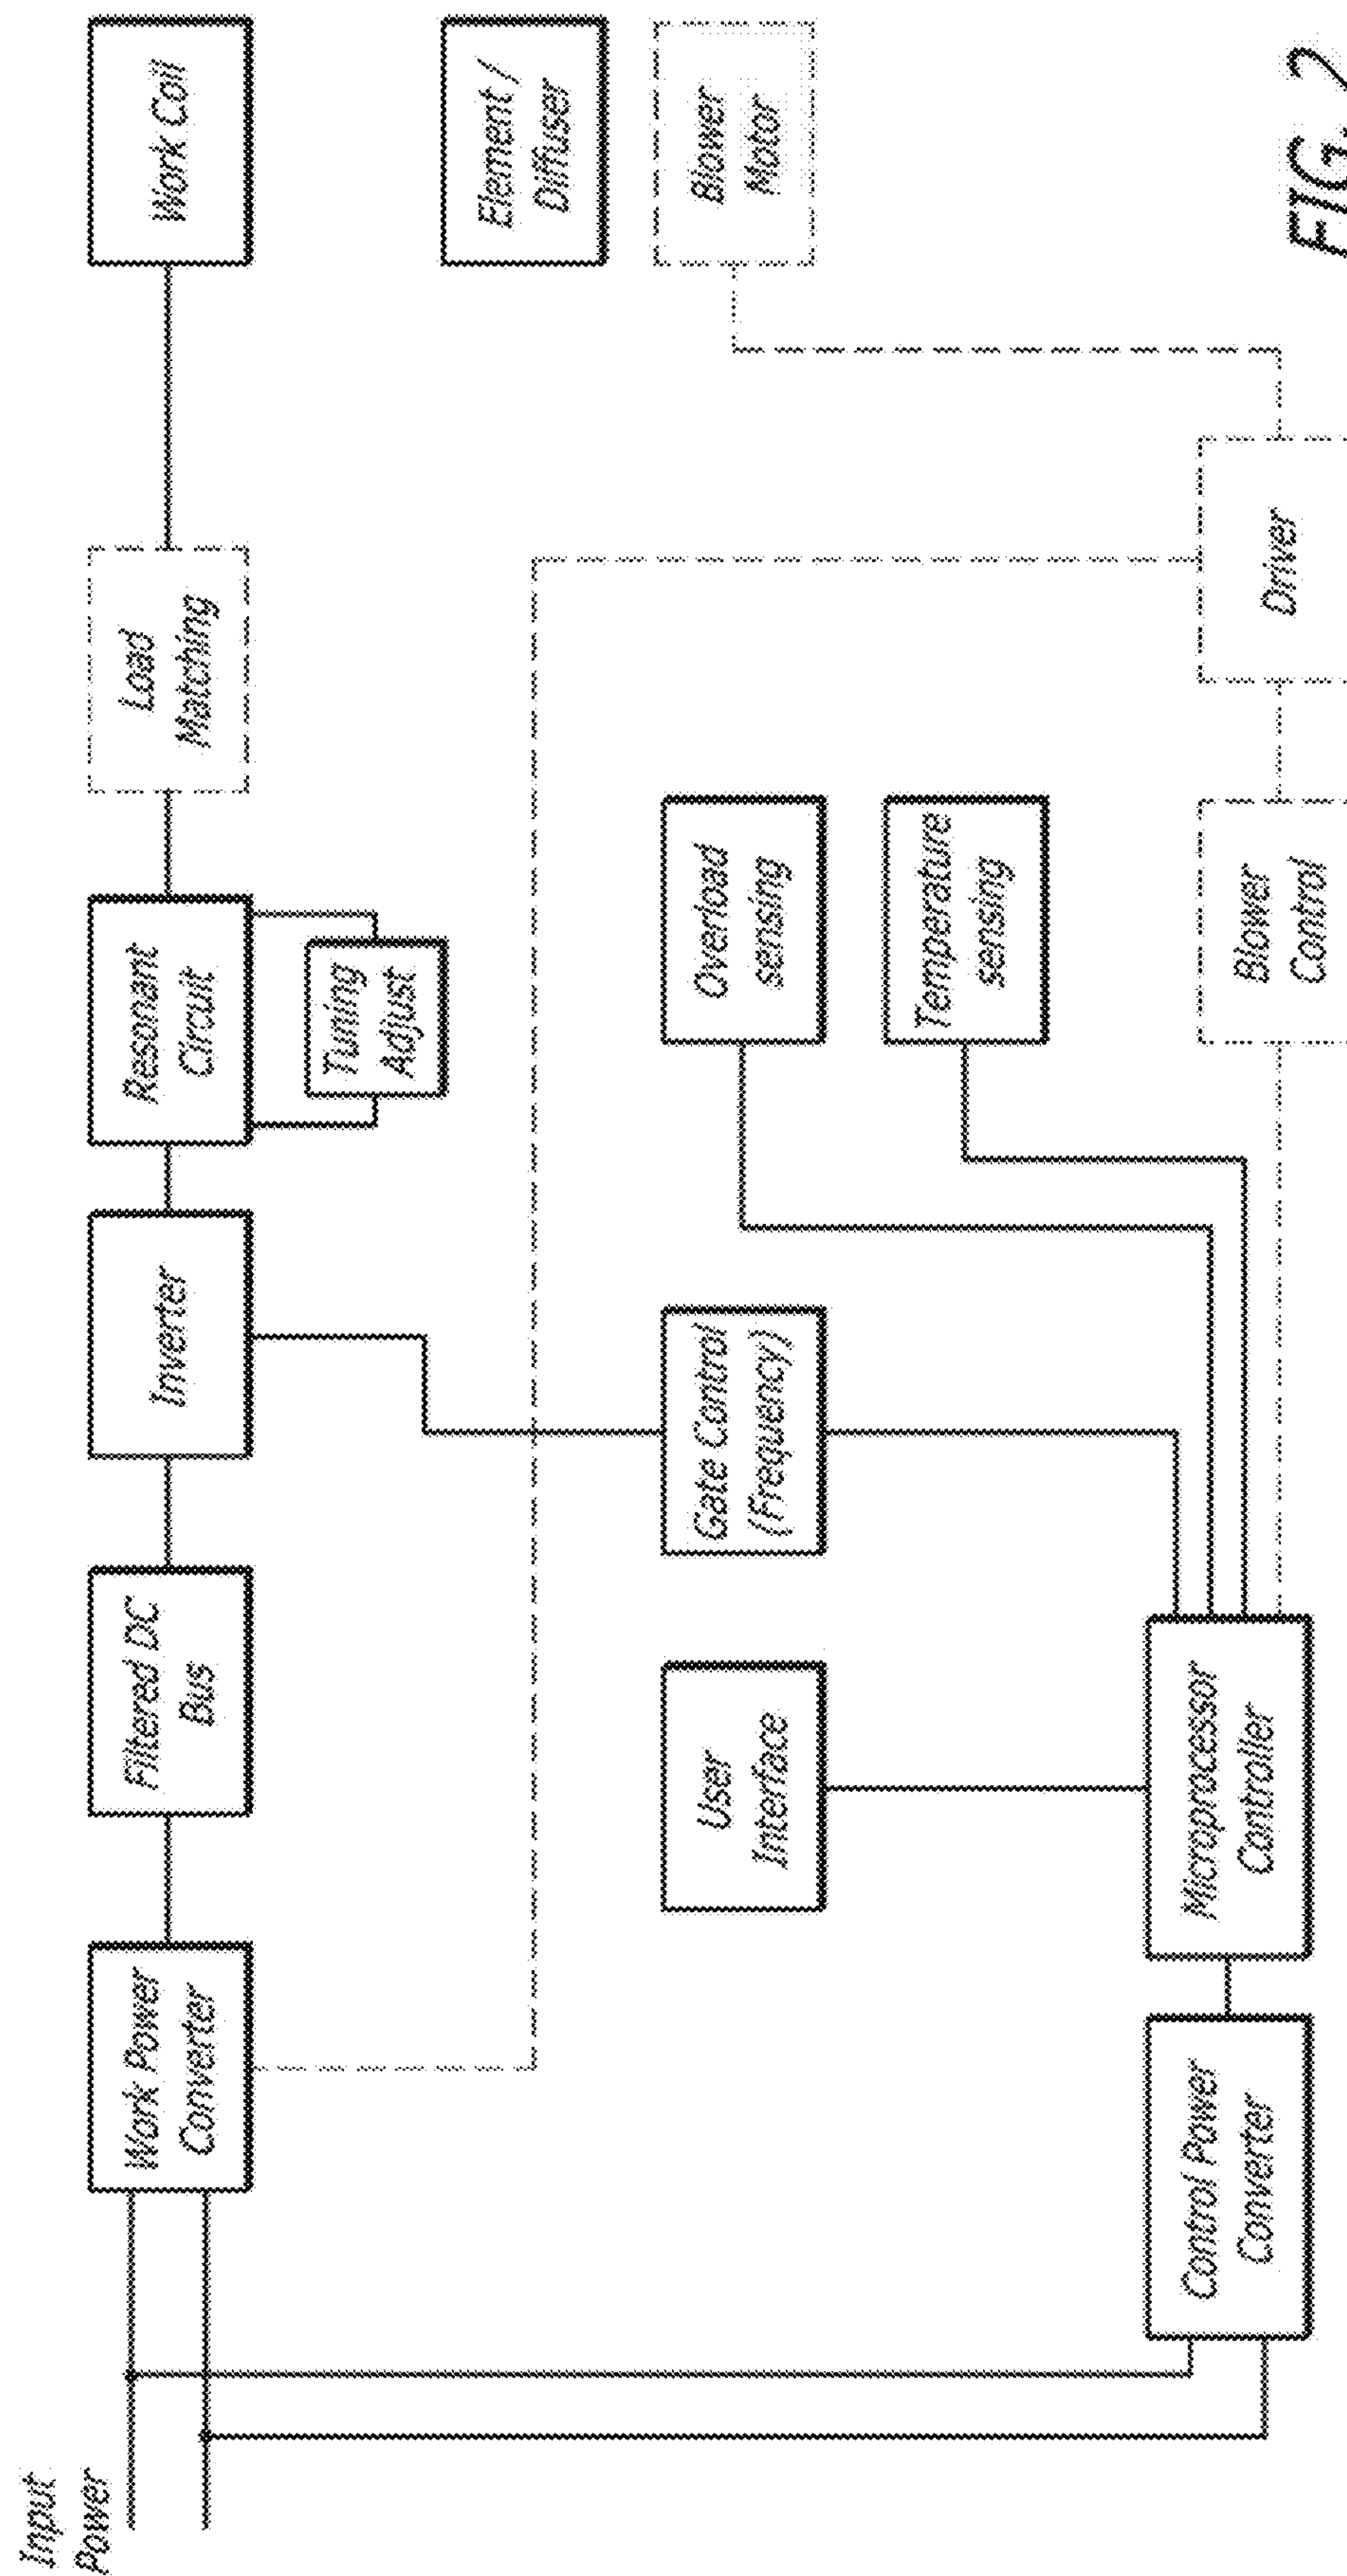 Input
Power
Work Power
Converter
Filtered DC
Bus
Inverter
Resonant
Circuit
Load
Matching
Work Coil
Tuning
Adjust
Element /
Diffuser
User
Interface
Gate Control
(Frequency)
Overload
sensing
Blower
Motor
Temperature
sensing
Control Power
Converter
Microprocessor
Controller
Blower
Control
Driver
FIG. 2